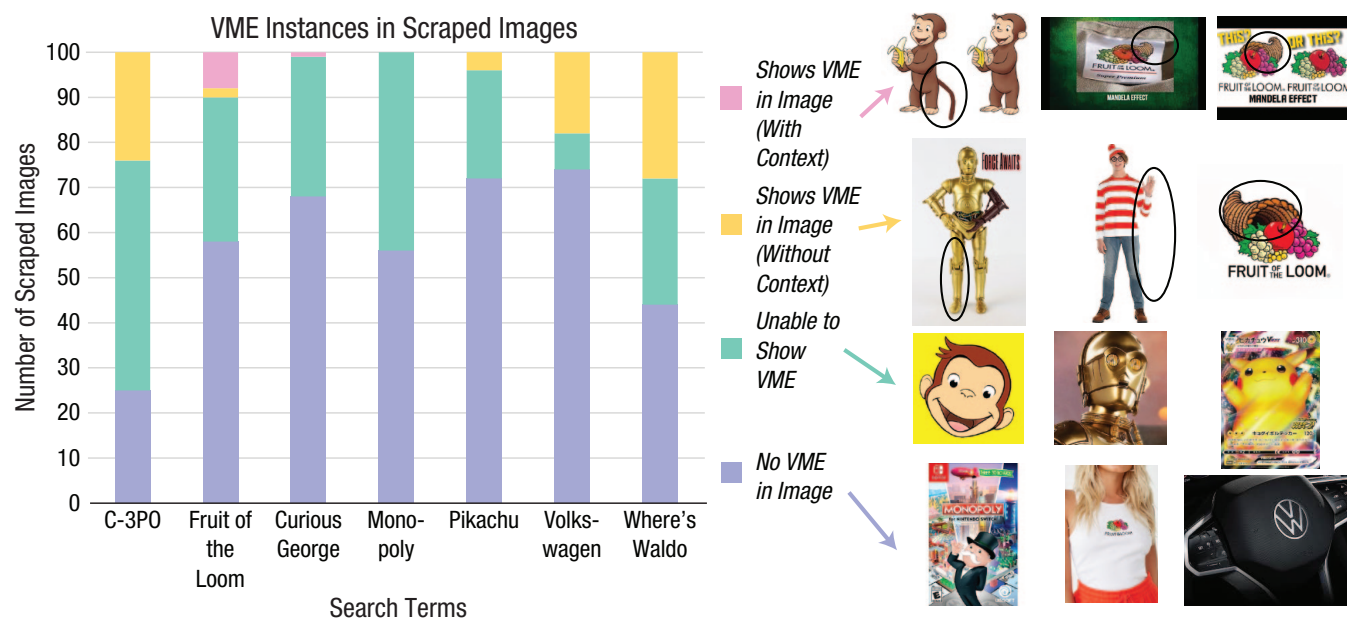 VME Instances in Scraped Images
Number of Scraped Images
100
90
80
70
60
50
40
30
20
10
0
C-3PO
Fruit of
the
Loom
Curious
George
Mono-
poly
Pikachu
Volks-
wagen
Where's
Waldo
Search Terms
Shows VME
in Image
(With
Context)
Shows VME
in Image
(Without
Context)
Unable to
Show
VME
No VME
in Image
FRUIT OF THE LOOM
MANDELA EFFECT
THIS? OR THIS?
FRUIT OF THE LOOM FRUIT OF THE LOOM
MANDELA EFFECT
FORCE AWAITS
FRUIT OF THE LOOM®
MONOPOLY